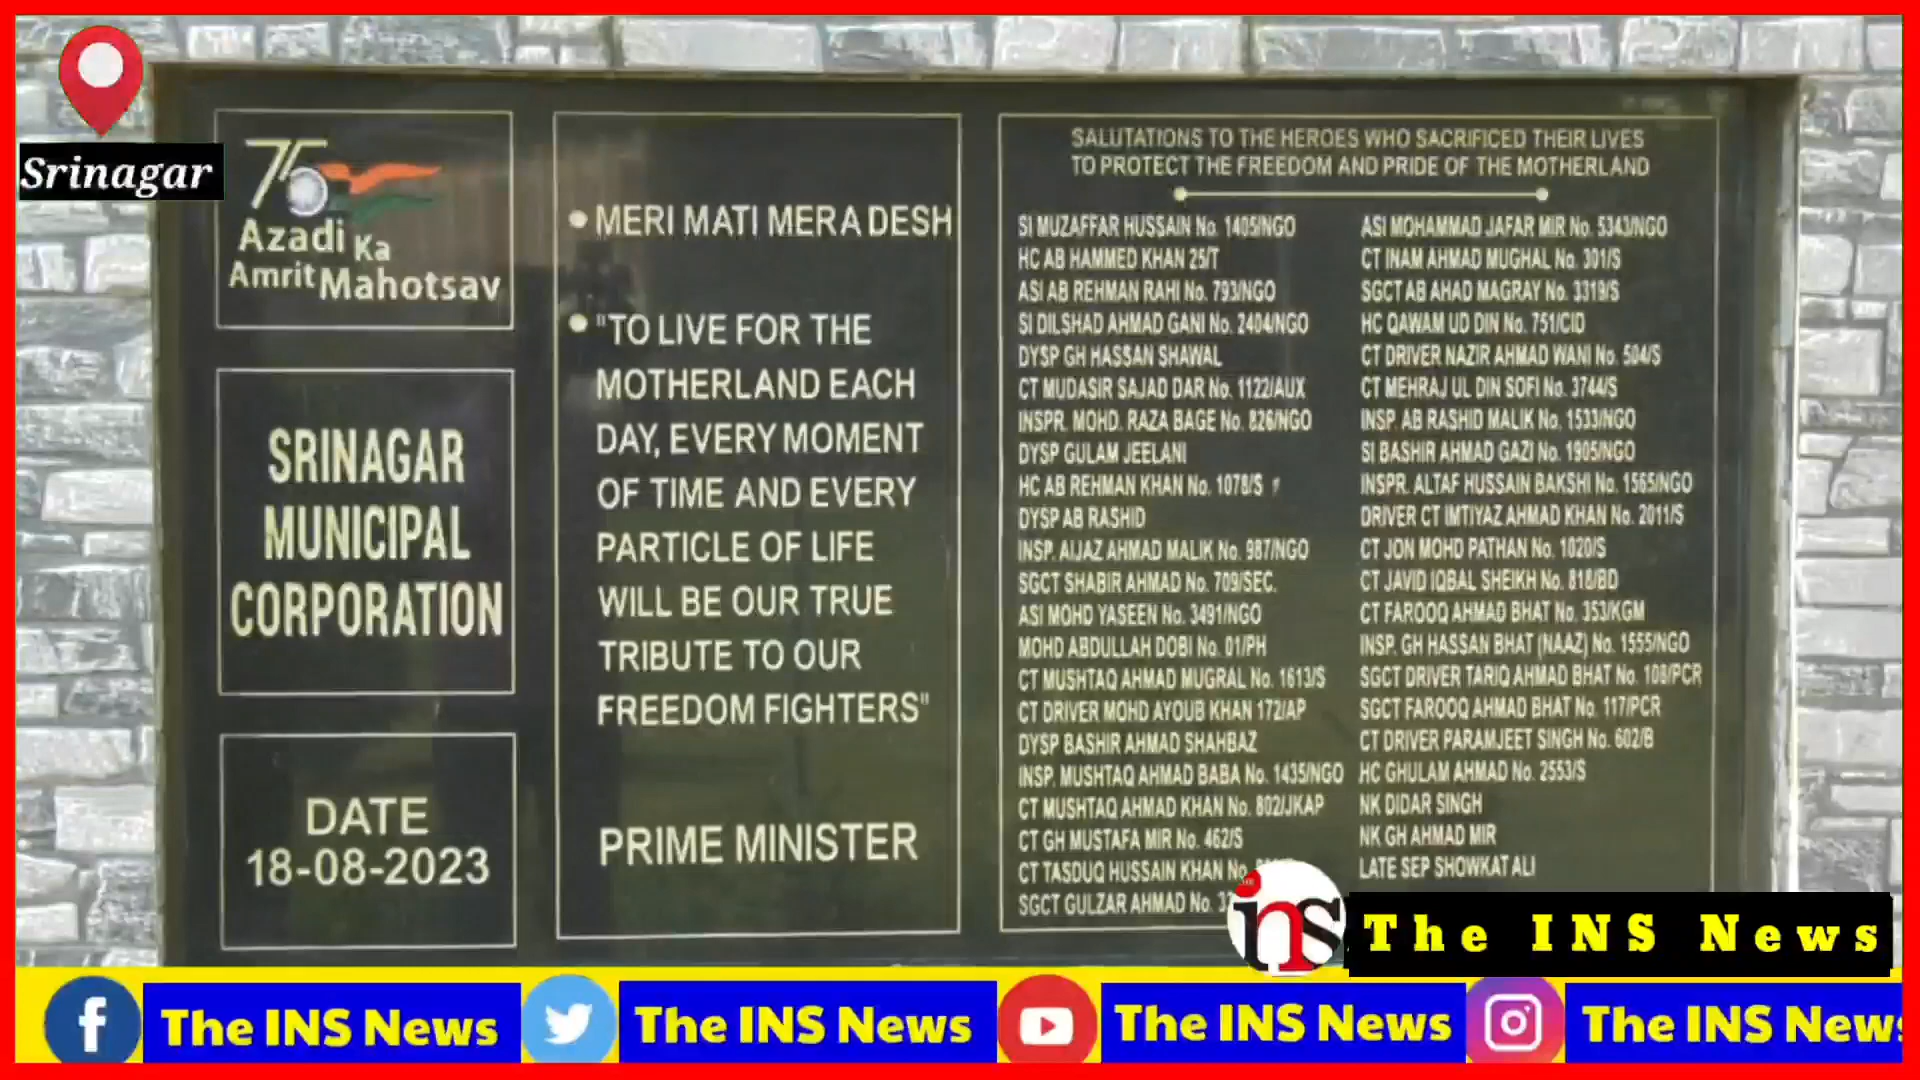 Srinagar
75
Azadi Ka
Amrit Mahotsav
SRINAGAR
MUNICIPAL
CORPORATION
DATE
18-08-2023
• MERI MATI MERA DESH
• "TO LIVE FOR THE
MOTHERLAND EACH
DAY, EVERY MOMENT
OF TIME AND EVERY
PARTICLE OF LIFE
WILL BE OUR TRUE
TRIBUTE TO OUR
FREEDOM FIGHTERS"
PRIME MINISTER
SALUTATIONS TO THE HEROES WHO SACRIFICED THEIR LIVES
TO PROTECT THE FREEDOM AND PRIDE OF THE MOTHERLAND
SI MUZAFFAR HUSSAIN No. 1405/NGO
HC AB HAMMED KHAN 25/T
ASI AB REHMAN RAHI No. 793/NGO
SI DILSHAD AHMAD GANI No. 2404/NGO
DYSP GH HASSAN SHAWAL
CT MUDASIR SAJAD DAR No. 1122/AUX
INSPR. MOHD. RAZA BAGE No. 826/NGO
DYSP GULAM JEELANI
HC AB REHMAN KHAN No. 1078/S
DYSP AB RASHID
INSP. AIJAZ AHMAD MALIK No. 987/NGO
SGCT SHABIR AHMAD No. 709/SEC.
ASI MOHD YASEEN No. 3491/NGO
MOHD ABDULLAH DOBI No. 01/PH
CT MUSHTAQ AHMAD MUGRAL No. 1613/S
CT DRIVER MOHD AYOUB KHAN 172/AP
DYSP BASHIR AHMAD SHAHBAZ
INSP. MUSHTAQ AHMAD BABA No. 1435/NGO
CT MUSHTAQ AHMAD KHAN No. 802/JKAP
CT GH MUSTAFA MIR No. 462/S
CT TASDUQ HUSSAIN KHAN No.
SGCT GULZAR AHMAD No.
ASI MOHAMMAD JAFAR MIR No. 5343/NGO
CT INAM AHMAD MUGHAL No. 301/S
SGCT AB AHAD MAGRAY No. 3319/S
HC QAWAM UD DIN No. 751/CID
CT DRIVER NAZIR AHMAD WANI No. 504/S
CT MEHRAJ UL DIN SOFI No. 3744/S
INSP. AB RASHID MALIK No. 1533/NGO
SI BASHIR AHMAD GAZI No. 1905/NGO
INSPR. ALTAF HUSSAIN BAKSHI No. 1565/NGO
DRIVER CT IMTIYAZ AHMAD KHAN No. 2011/S
CT JON MOHD PATHAN No. 1020/S
CT JAVID IQBAL SHEIKH No. 818/BD
CT FAROOQ AHMAD BHAT No. 353/KGM
INSP. GH HASSAN BHAT (NAAZ) No. 1555/NGO
SGCT DRIVER TARIQ AHMAD BHAT No. 108/PCR
SGCT FAROOQ AHMAD BHAT No. 117/PCR
CT DRIVER PARAMJEET SINGH No. 602/B
HC GHULAM AHMAD No. 2553/S
NK DIDAR SINGH
NK GH AHMAD MIR
LATE SEP SHOWKAT ALI
ins
The INS News
The INS News
The INS News
The INS News
The INS News